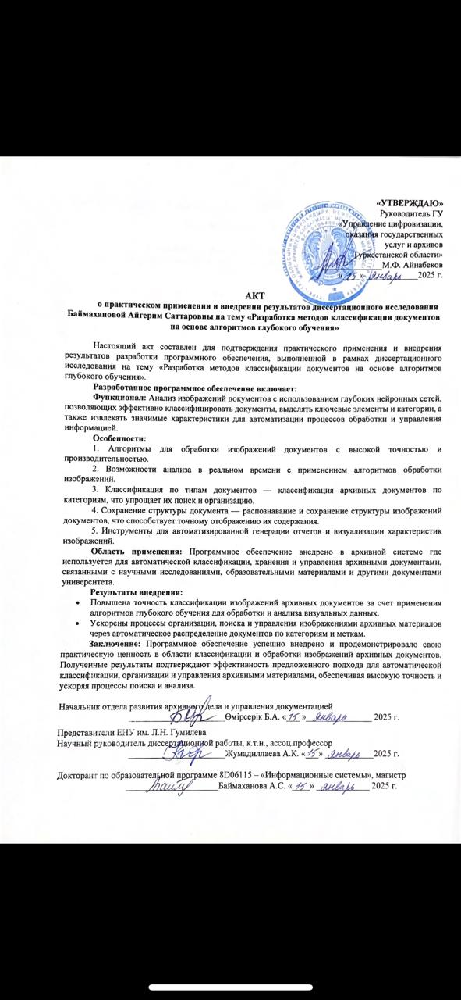 «УТВЕРЖДАЮ»
Руководитель ГУ
«Управление цифровизации,
оказания государственных
услуг и архивов
Туркестанской области»
М.Ф. Айнабеков
«15» январь 2025 г.
АКТ
о практическом применении и внедрении результатов диссертационного исследования
Баймахановой Айгерим Саттаровны на тему «Разработка методов классификации документов
на основе алгоритмов глубокого обучения»
Настоящий акт составлен для подтверждения практического применения и внедрения
результатов разработки программного обеспечения, выполненной в рамках диссертационного
исследования на тему «Разработка методов классификации документов на основе алгоритмов
глубокого обучения».
Разработанное программное обеспечение включает:
Функционал: Анализ изображений документов с использованием глубоких нейронных сетей,
позволяющих эффективно классифицировать документы, выделять ключевые элементы и категории, а
также извлекать значимые характеристики для автоматизации процессов обработки и управления
информацией.
Особенности:
1. Алгоритмы для обработки изображений документов с высокой точностью и
производительностью.
2. Возможности анализа в реальном времени с применением алгоритмов обработки
изображений.
3. Классификация по типам документов — классификация архивных документов по
категориям, что упрощает их поиск и организацию.
4. Сохранение структуры документа — распознавание и сохранение структуры изображений
документов, что способствует точному отображению их содержания.
5. Инструменты для автоматизированной генерации отчетов и визуализации характеристик
изображений.
Область применения: Программное обеспечение внедрено в архивной системе где
используется для автоматической классификации, хранения и управления архивными документами,
связанными с научными исследованиями, образовательными материалами и другими документами
университета.
Результаты внедрения:
• Повышена точность классификации изображений архивных документов за счет применения
алгоритмов глубокого обучения для обработки и анализа визуальных данных.
• Ускорены процессы организации, поиска и управления изображениями архивных материалов
через автоматическое распределение документов по категориям и меткам.
Заключение: Программное обеспечение успешно внедрено и продемонстрировало свою
практическую ценность в области классификации и обработки изображений архивных документов.
Полученные результаты подтверждают эффективность предложенного подхода для автоматической
классификации, организации и управления архивными материалами, обеспечивая высокую точность и
ускоряя процессы поиска и анализа.
Начальник отдела развития архивного дела и управления документацией
Өмірсерік Б.А. «15» январь 2025 г.
Представители ЕНУ им. Л.Н. Гумилева
Научный руководитель диссертационной работы, к.т.н., ассоц.профессор
Жумадиллаева А.К. «15» январь 2025 г.
Докторант по образовательной программе 8D06115 – «Информационные системы», магистр
Баймаханова А.С. «15» январь 2025 г.